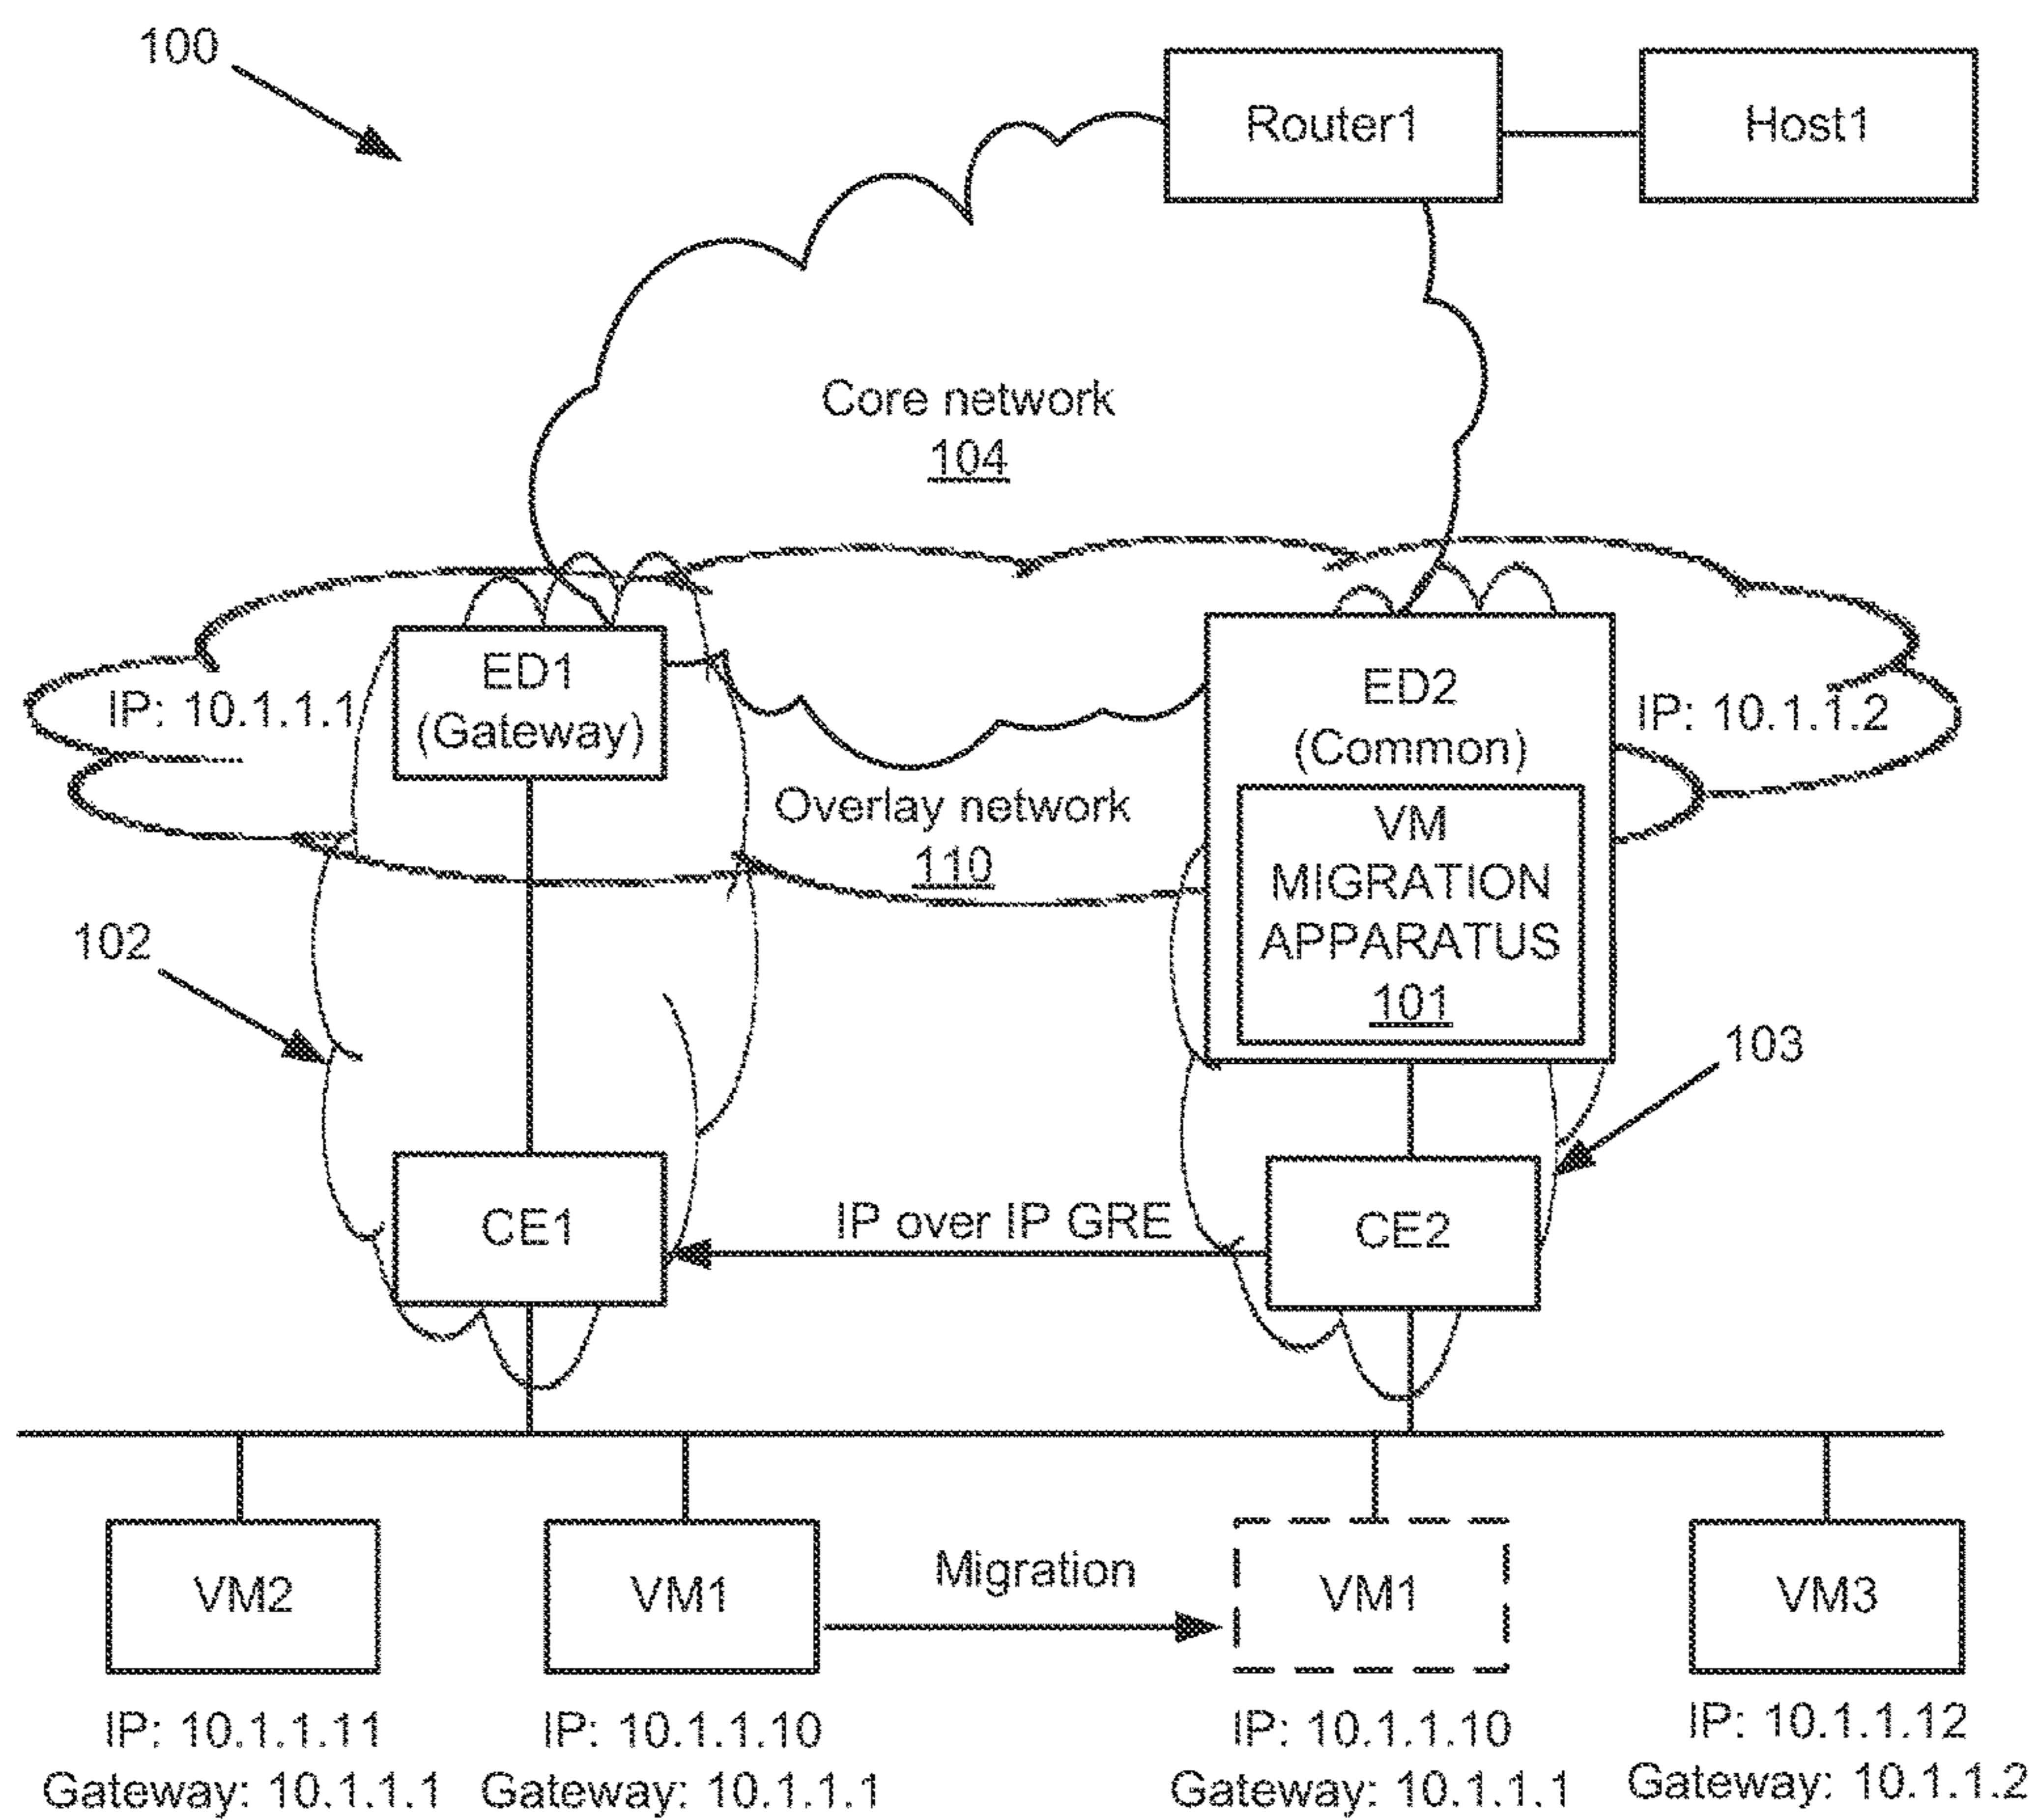 100
Router1
Host1
Core network
104
ED1
(Gateway)
IP: 10.1.1.1
ED2
(Common)
IP: 10.1.1.2
Overlay network
110
VM
MIGRATION
APPARATUS
101
102
103
CE1
IP over IP GRE
CE2
VM2
VM1
Migration
VM1
VM3
IP: 10.1.1.11
Gateway: 10.1.1.1
IP: 10.1.1.10
Gateway: 10.1.1.1
IP: 10.1.1.10
Gateway: 10.1.1.1
IP: 10.1.1.12
Gateway: 10.1.1.2